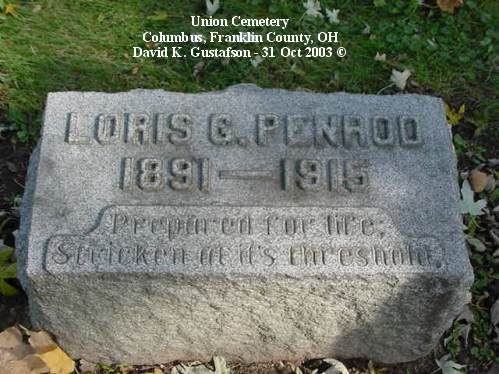 Union Cemetery
Columbus, Franklin County, OH
David K. Gustafson - 31 Oct 2003 ©
LORIS G. PENROD
1891 — 1915
Prepared for life,
Stricken at it's threshold.